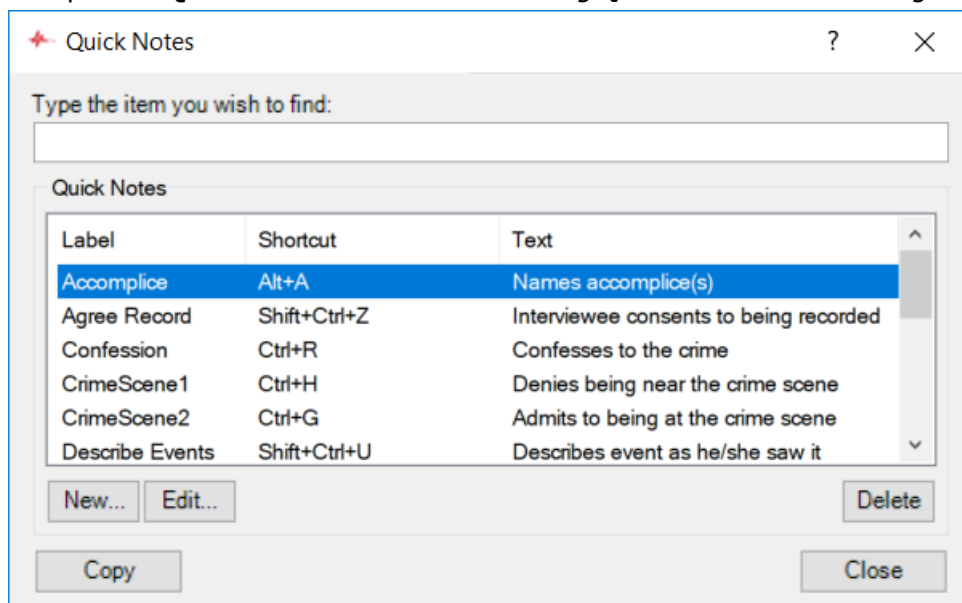 Quick Notes ?
Type the item you wish to find:
Quick Notes
Label Shortcut Text
Accomplice Alt+A Names accomplice(s)
Agree Record Shift+Ctrl+Z Interviewee consents to being recorded
Confession Ctrl+R Confesses to the crime
CrimeScene1 Ctrl+H Denies being near the crime scene
CrimeScene2 Ctrl+G Admits to being at the crime scene
Describe Events Shift+Ctrl+U Describes event as he/she saw it
New... Edit... Delete
Copy Close